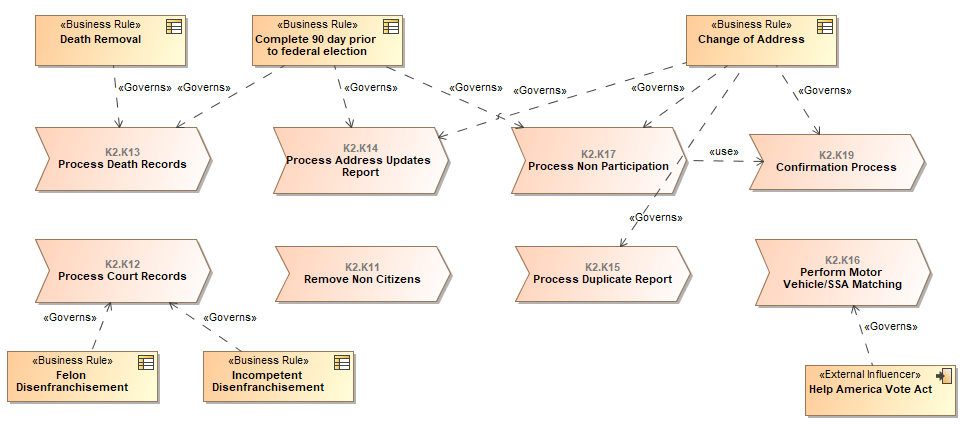 «Business Rule»
Death Removal
«Business Rule»
Complete 90 day prior
to federal election
«Business Rule»
Change of Address
«Governs»
«Governs»
«Governs»
«Governs»
«Governs»
«Governs»
«Governs»
K2.K13
Process Death Records
K2.K14
Process Address Updates
Report
K2.K17
Process Non Participation
«use»
K2.K19
Confirmation Process
«Governs»
K2.K12
Process Court Records
K2.K11
Remove Non Citizens
K2.K15
Process Duplicate Report
K2.K16
Perform Motor
Vehicle/SSA Matching
«Governs»
«Governs»
«Governs»
«Business Rule»
Felon
Disenfranchisement
«Business Rule»
Incompetent
Disenfranchisement
«External Influencer»
Help America Vote Act